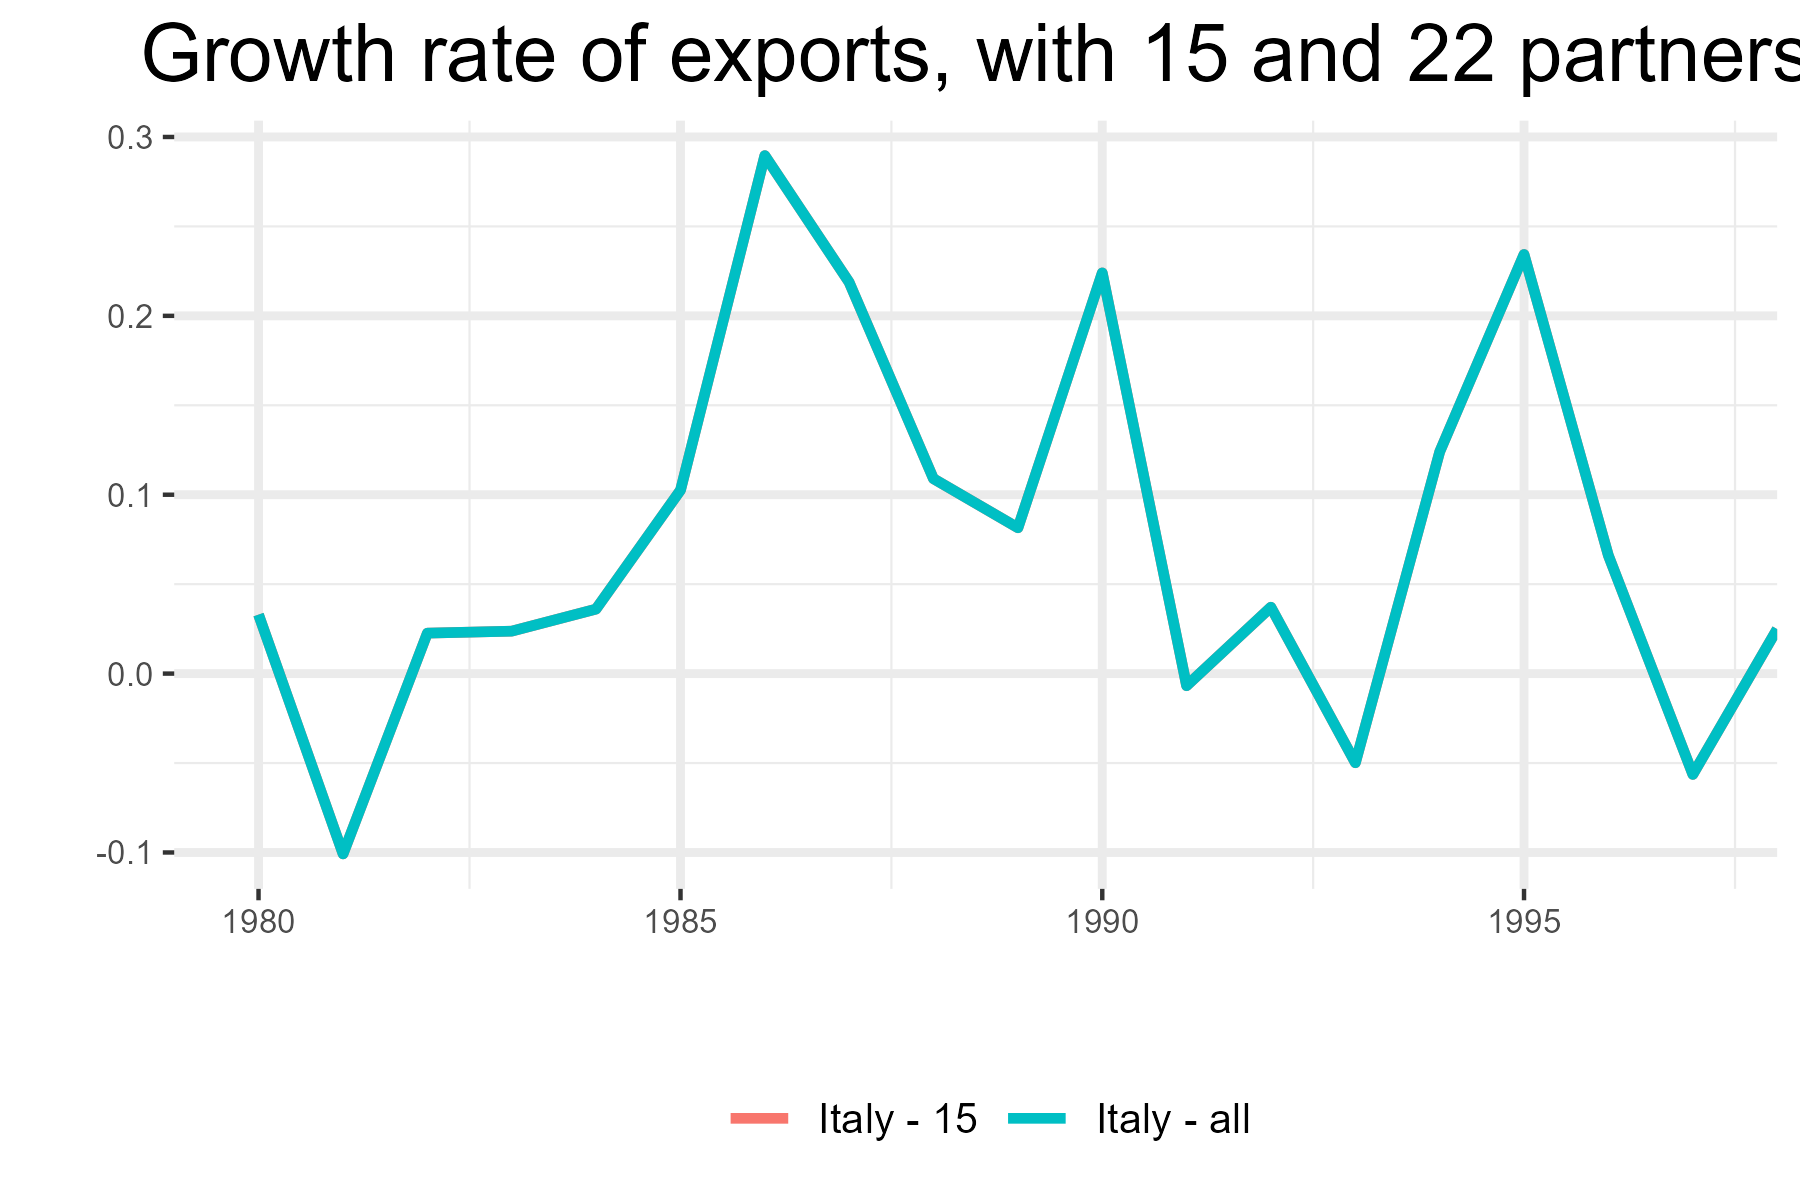 Growth rate of exports, with 15 and 22 partners
0.3
0.2
0.1
0.0
-0.1
1980 1985 1990 1995
Italy - 15 Italy - all